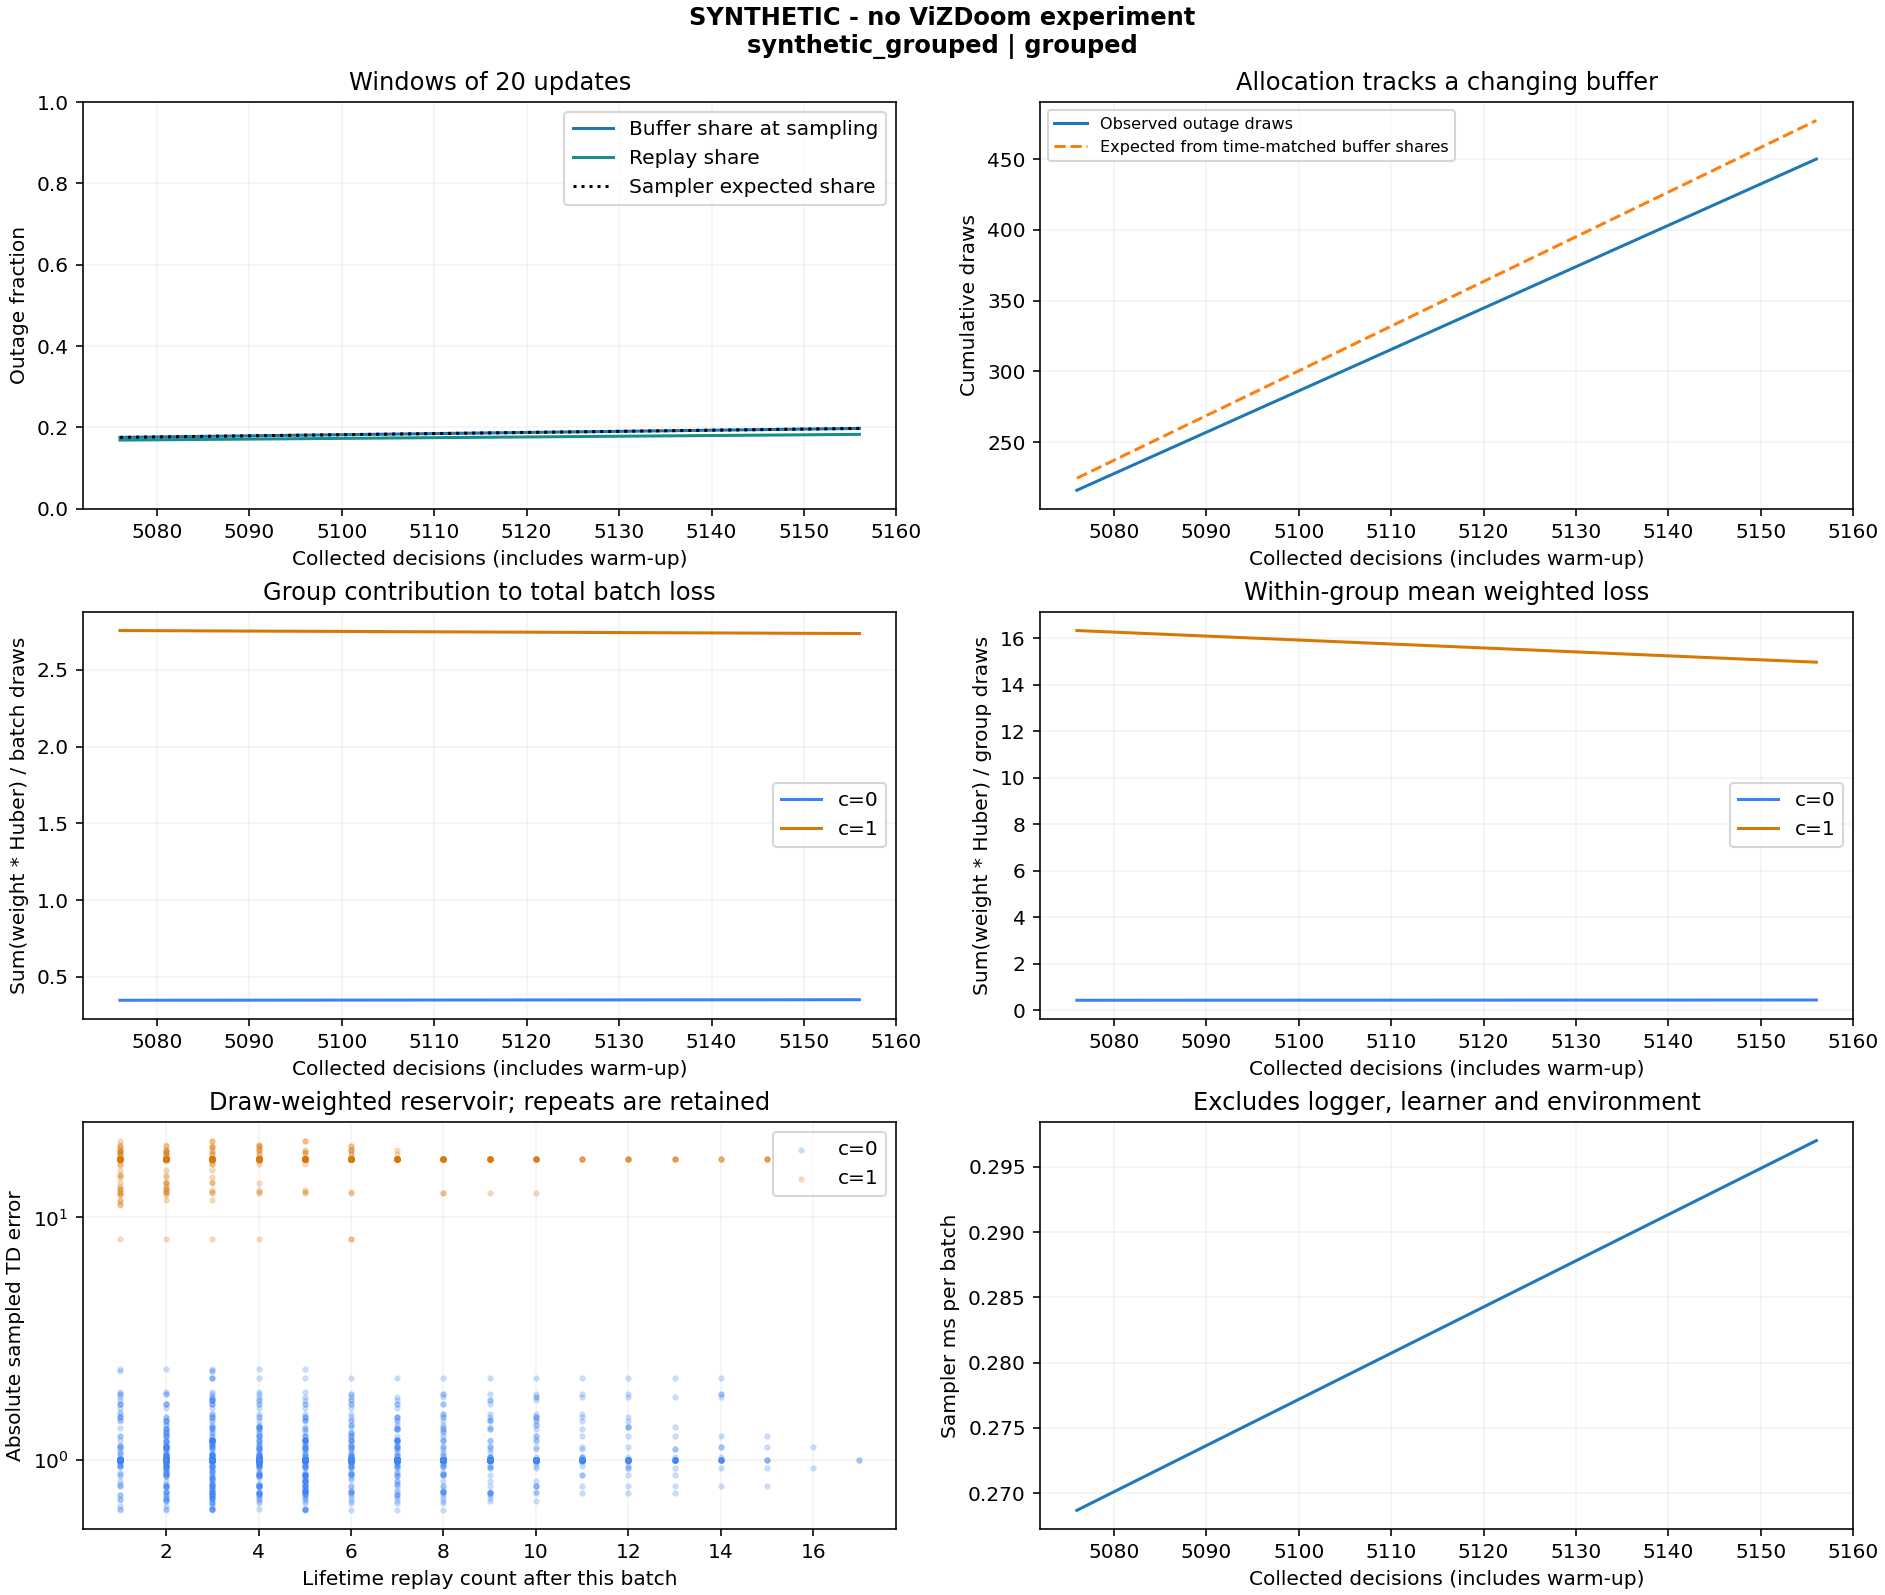 SYNTHETIC - no ViZDoom experiment
synthetic_grouped | grouped
Windows of 20 updates
Outage fraction
1.0
0.8
0.6
0.4
0.2
0.0
Buffer share at sampling
Replay share
Sampler expected share
5080 5090 5100 5110 5120 5130 5140 5150 5160
Collected decisions (includes warm-up)
Allocation tracks a changing buffer
Cumulative draws
450
400
350
300
250
Observed outage draws
Expected from time-matched buffer shares
5080 5090 5100 5110 5120 5130 5140 5150 5160
Collected decisions (includes warm-up)
Group contribution to total batch loss
Sum(weight * Huber) / batch draws
2.5
2.0
1.5
1.0
0.5
c=0
c=1
5080 5090 5100 5110 5120 5130 5140 5150 5160
Collected decisions (includes warm-up)
Within-group mean weighted loss
Sum(weight * Huber) / group draws
16
14
12
10
8
6
4
2
0
c=0
c=1
5080 5090 5100 5110 5120 5130 5140 5150 5160
Collected decisions (includes warm-up)
Draw-weighted reservoir; repeats are retained
Absolute sampled TD error
10¹
10⁰
c=0
c=1
2 4 6 8 10 12 14 16
Lifetime replay count after this batch
Excludes logger, learner and environment
Sampler ms per batch
0.295
0.290
0.285
0.280
0.275
0.270
5080 5090 5100 5110 5120 5130 5140 5150 5160
Collected decisions (includes warm-up)